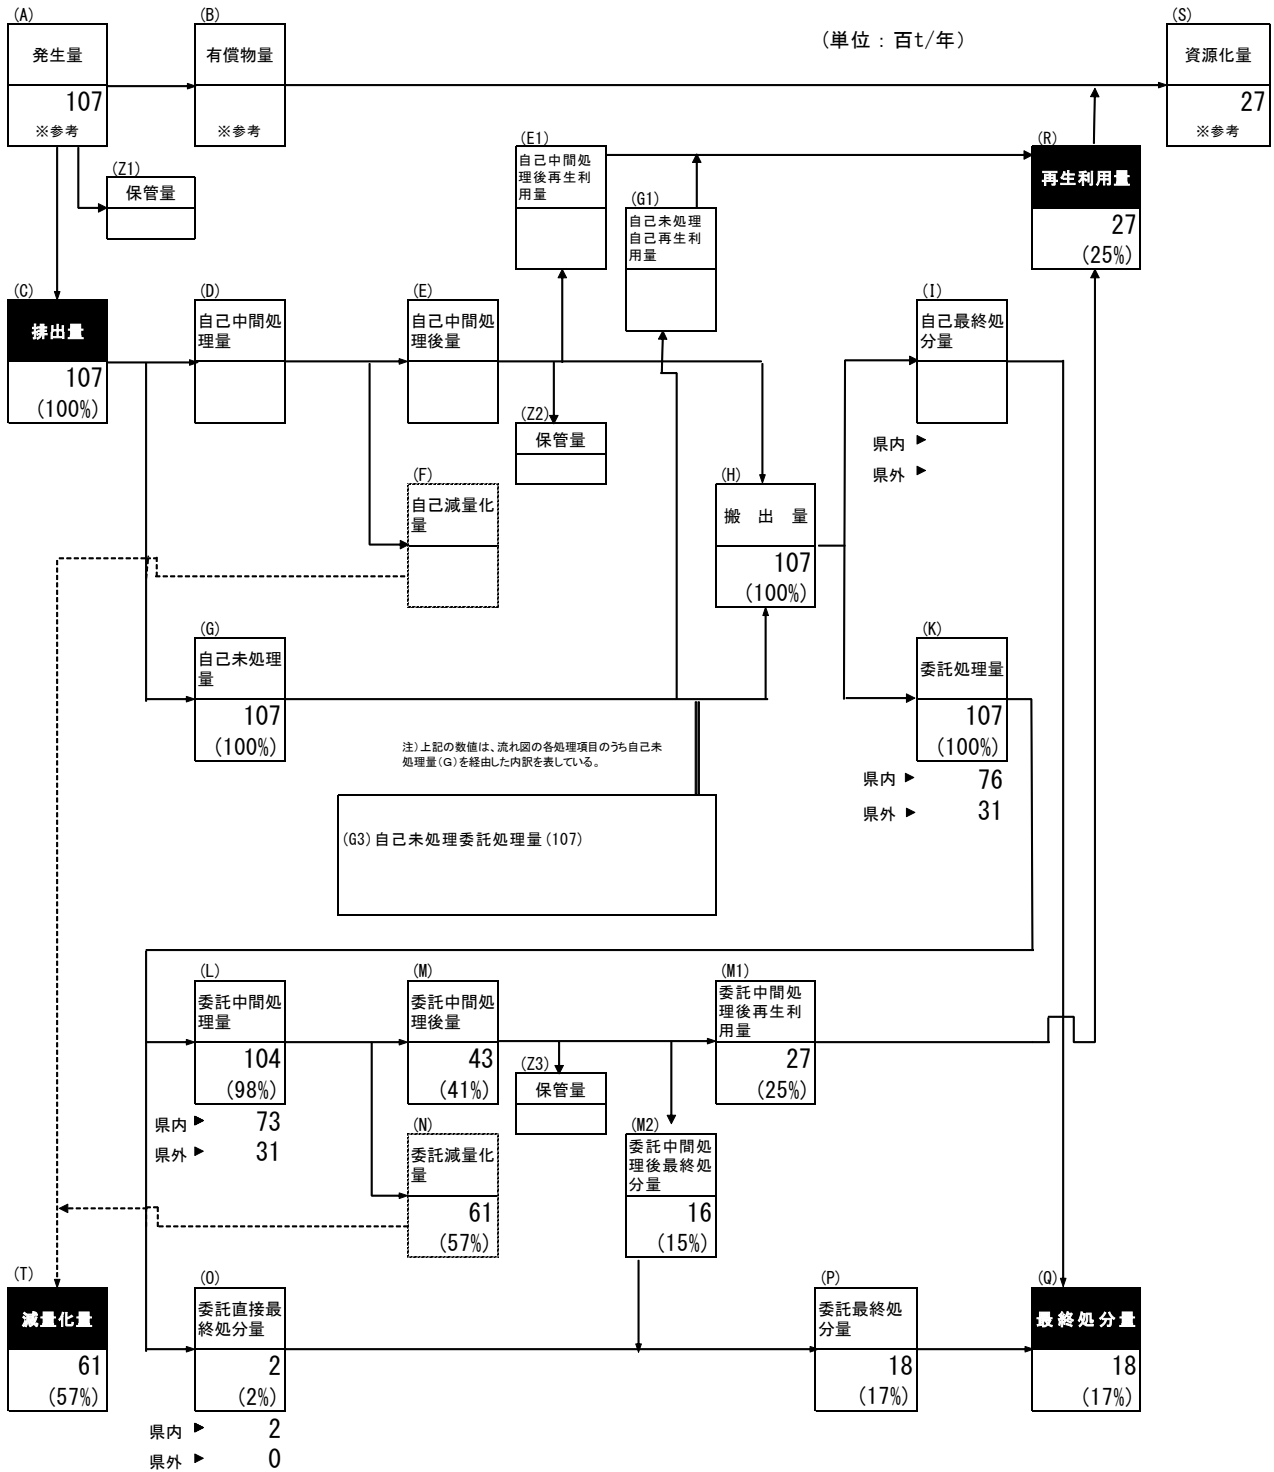 (A)
発生量
107
※参考
(B)
有償物量
※参考
(単位:百t/年)
(S)
資源化量
27
※参考
(Z1)
保管量
(E1)
自己中間処
理後再生利
用量
(G1)
自己未処理
自己再生利
用量
(R)
再生利用量
27
(25%)
(C)
排出量
107
(100%)
(D)
自己中間処
理量
(E)
自己中間処
理後量
(Z2)
保管量
(I)
自己最終処
分量
県内 ▶
県外 ▶
(F)
自己減量化
量
(H)
搬 出 量
107
(100%)
(G)
自己未処理
量
107
(100%)
(K)
委託処理量
107
(100%)
県内 ▶ 76
県外 ▶ 31
注)上記の数値は、流れ図の各処理項目のうち自己未
処理量(G)を経由した内訳を表している。
(G3)自己未処理委託処理量(107)
(L)
委託中間処
理量
104
(98%)
県内 ▶ 73
県外 ▶ 31
(M)
委託中間処
理後量
43
(41%)
(Z3)
保管量
(M1)
委託中間処
理後再生利
用量
27
(25%)
(N)
委託減量化
量
61
(57%)
(M2)
委託中間処
理後最終処
分量
16
(15%)
(T)
減量化量
61
(57%)
(O)
委託直接最
終処分量
2
(2%)
県内 ▶ 2
県外 ▶ 0
(P)
委託最終処
分量
18
(17%)
(Q)
最終処分量
18
(17%)